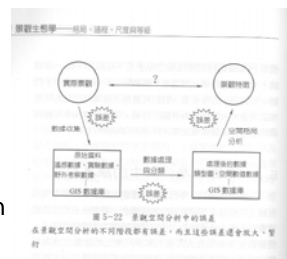 景觀生態學——格局、過程、尺度與等級
實際景觀
?
景觀特徵
誤差
數據收集
誤差
空間格局
分析
原始資料
遙感數據、實驗數據、
野外考察數據
GIS 數據庫
數據處理
與分類
誤差
處理後的數據
類型圖、空間數值數據
GIS 數據庫
圖 5-22 景觀空間分析中的誤差
在景觀空間分析的不同階段都有誤差，而且這些誤差還會放大、繁
衍